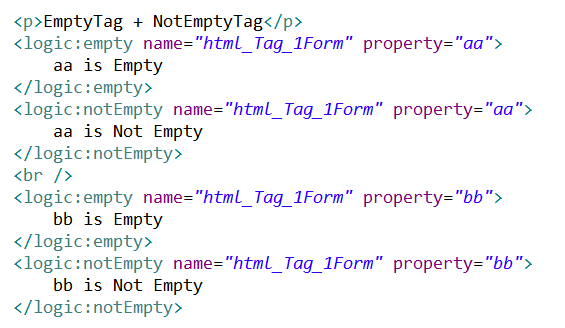 <p>EmptyTag + NotEmptyTag</p>
<logic:empty name="html_Tag_1Form" property="aa">
    aa is Empty
</logic:empty>
<logic:notEmpty name="html_Tag_1Form" property="aa">
    aa is Not Empty
</logic:notEmpty>
<br />
<logic:empty name="html_Tag_1Form" property="bb">
    bb is Empty
</logic:empty>
<logic:notEmpty name="html_Tag_1Form" property="bb">
    bb is Not Empty
</logic:notEmpty>